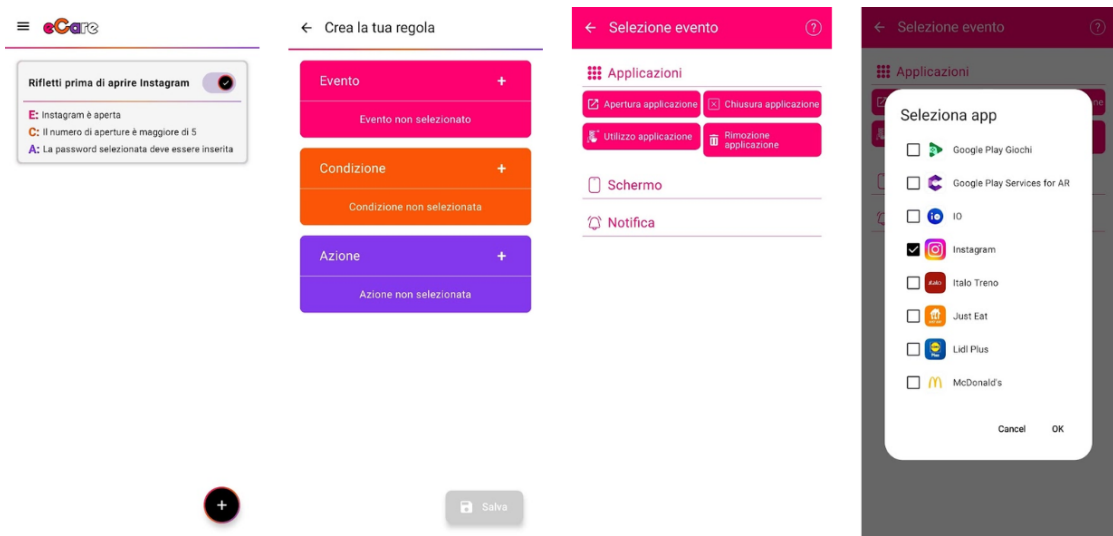 eCare
Rifletti prima di aprire Instagram
E: Instagram è aperta
C: Il numero di aperture è maggiore di 5
A: La password selezionata deve essere inserita
Crea la tua regola
Evento
Evento non selezionato
Condizione
Condizione non selezionata
Azione
Azione non selezionata
Salva
Selezione evento
Applicazioni
Apertura applicazione
Chiusura applicazione
Utilizzo applicazione
Rimozione
applicazione
Schermo
Notifica
Selezione evento
Applicazioni
Seleziona app
Google Play Giochi
Google Play Services for AR
IO
Instagram
Italo Treno
Just Eat
Lidl Plus
McDonald's
Cancel OK